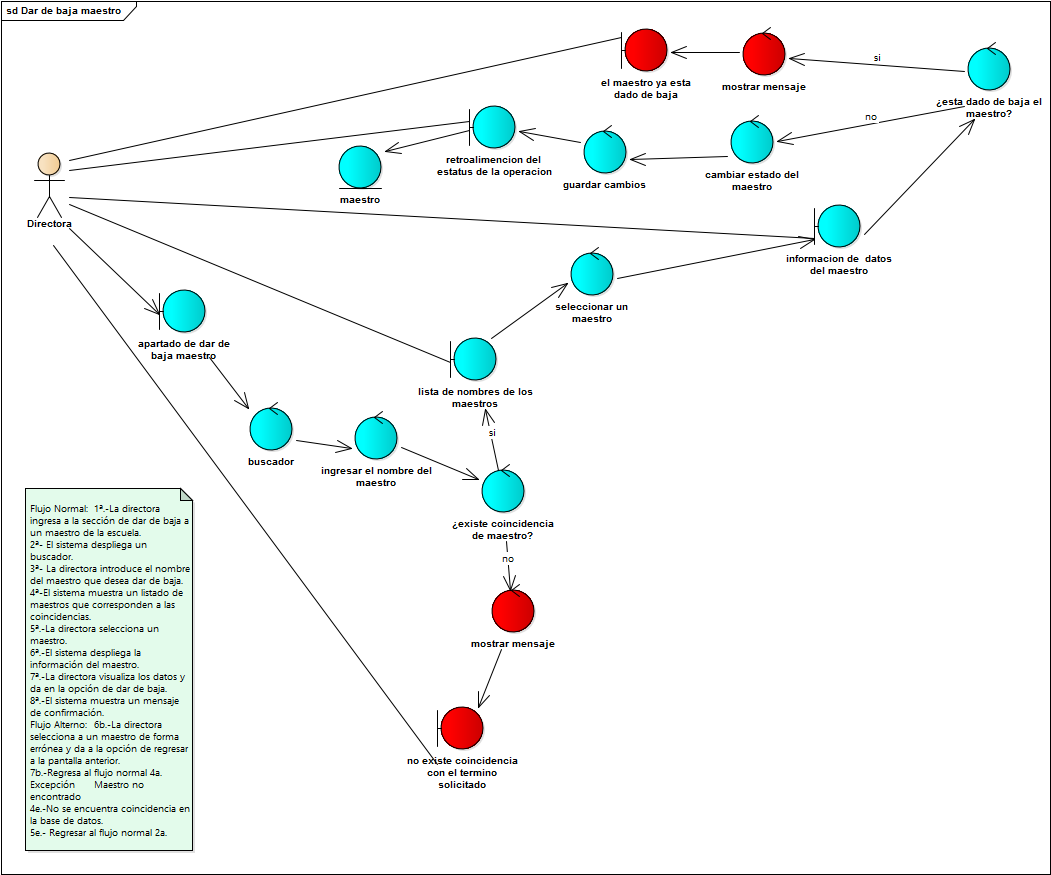 sd Dar de baja maestro
el maestro ya esta
dado de baja
mostrar mensaje
si
¿esta dado de baja el
maestro?
no
retroalimencion del
estatus de la operacion
guardar cambios
cambiar estado del
maestro
maestro
Directora
informacion de  datos
del maestro
seleccionar un
maestro
apartado de dar de
baja maestro
lista de nombres de los
maestros
si
buscador
ingresar el nombre del
maestro
¿existe coincidencia
de maestro?
no
mostrar mensaje
no existe coincidencia
con el termino
solicitado
Flujo Normal:  1ª.-La directora
ingresa a la sección de dar de baja a
un maestro de la escuela.
2ª- El sistema despliega un
buscador.
3ª- La directora introduce el nombre
del maestro que desea dar de baja.
4ª-El sistema muestra un listado de
maestros que corresponden a las
coincidencias.
5ª.-La directora selecciona un
maestro.
6ª.-El sistema despliega la
información del maestro.
7ª.-La directora visualiza los datos y
da en la opción de dar de baja.
8ª.-El sistema muestra un mensaje
de confirmación.
Flujo Alterno:  6b.-La directora
selecciona a un maestro de forma
errónea y da a la opción de regresar
a la pantalla anterior.
7b.-Regresa al flujo normal 4a.
Excepción      Maestro no
encontrado
4e.-No se encuentra coincidencia en
la base de datos.
5e.- Regresar al flujo normal 2a.